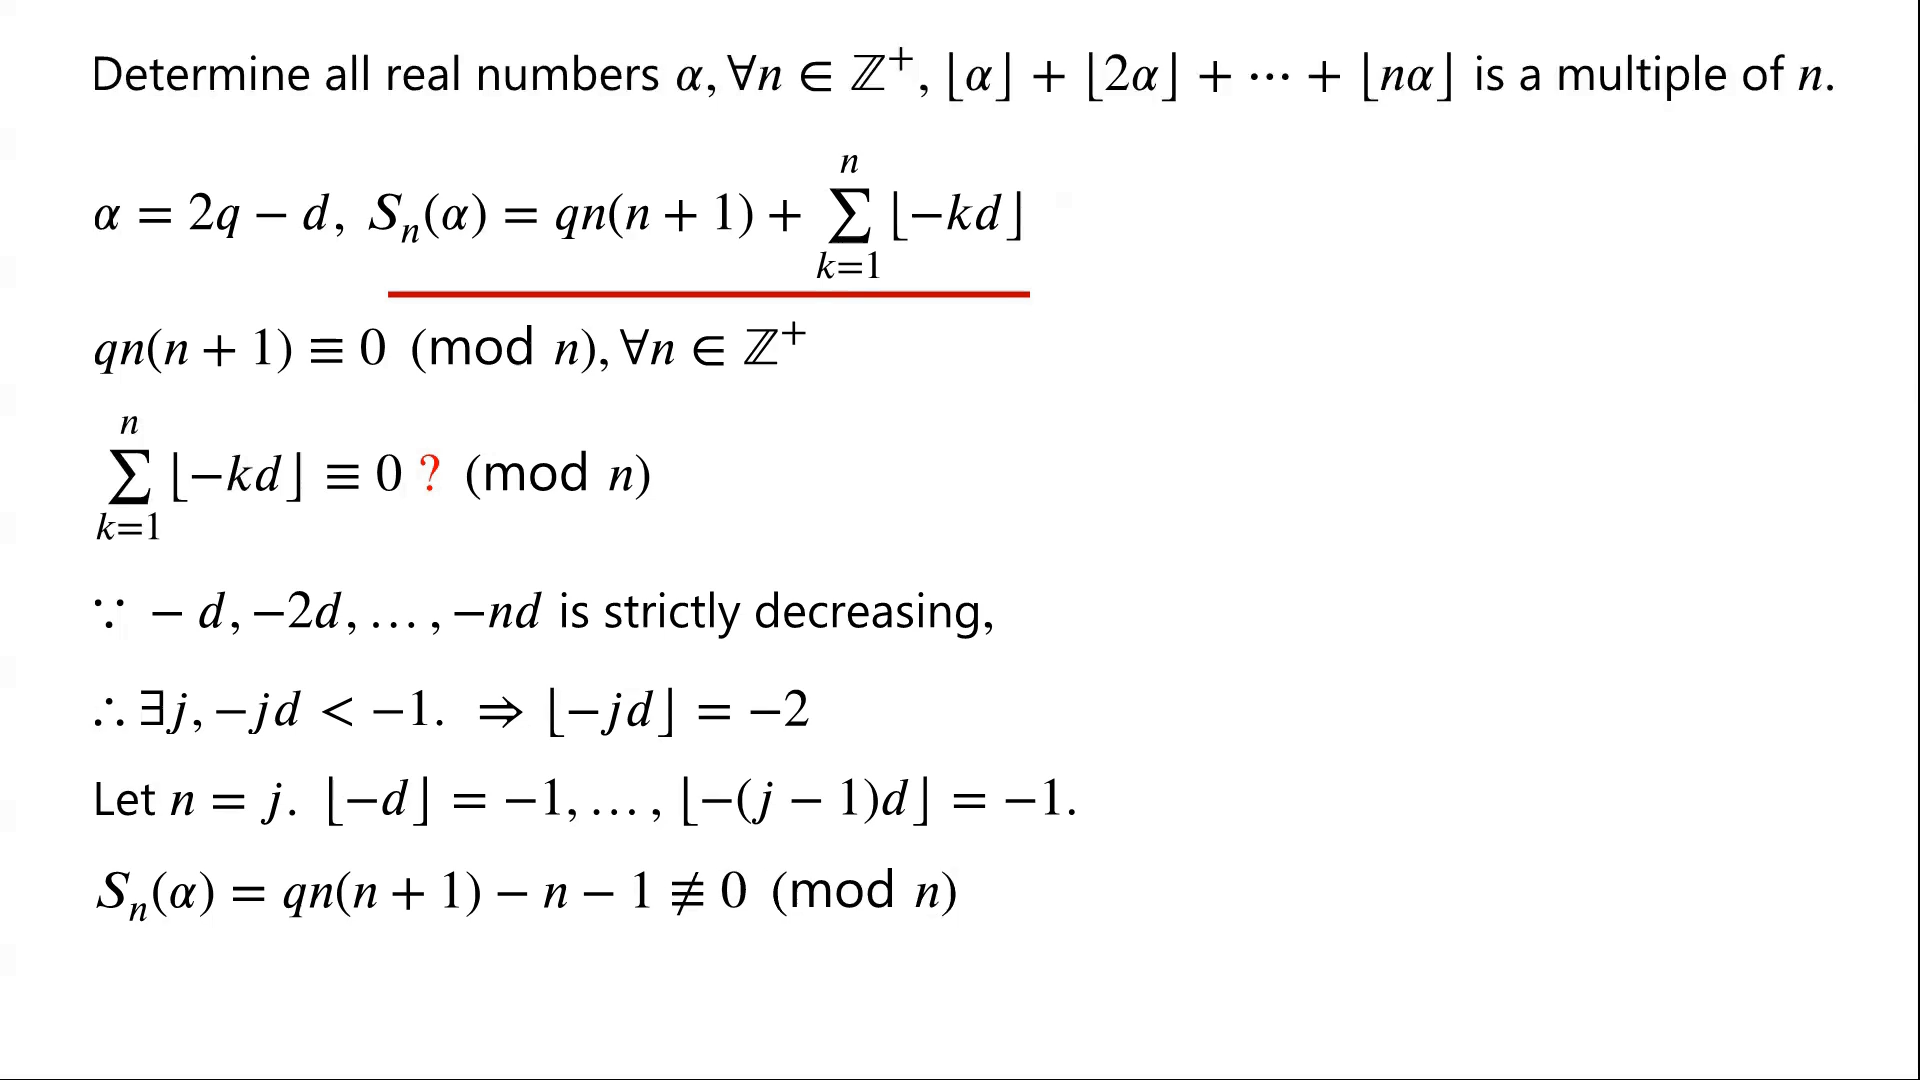 Determine all real numbers α, ∀n ∈ ℤ⁺, ⌊α⌋ + ⌊2α⌋ + ⋯ + ⌊nα⌋ is a multiple of n.
α = 2q − d, Sₙ(α) = qn(n + 1) + ∑ₖ₌₁ⁿ ⌊−kd⌋
qn(n + 1) ≡ 0 (mod n), ∀n ∈ ℤ⁺
∑ₖ₌₁ⁿ ⌊−kd⌋ ≡ 0 ? (mod n)
∵ − d, −2d, … , −nd is strictly decreasing,
∴ ∃j, −jd < −1. ⇒ ⌊−jd⌋ = −2
Let n = j. ⌊−d⌋ = −1, … , ⌊−(j − 1)d⌋ = −1.
Sₙ(α) = qn(n + 1) − n − 1 ≢ 0 (mod n)